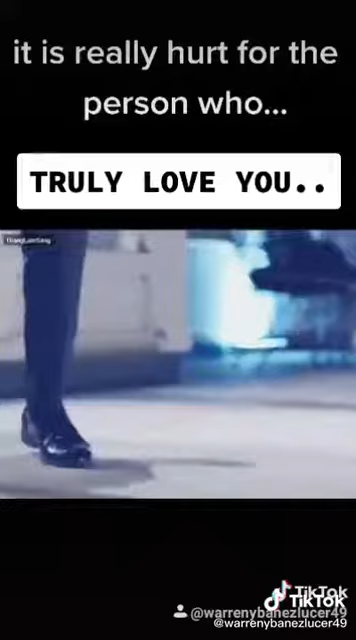 it is really hurt for the
person who...
TRULY LOVE YOU..
TikTok
TikTok
@warrenybanezlucer49
@warrenybanezlucer49